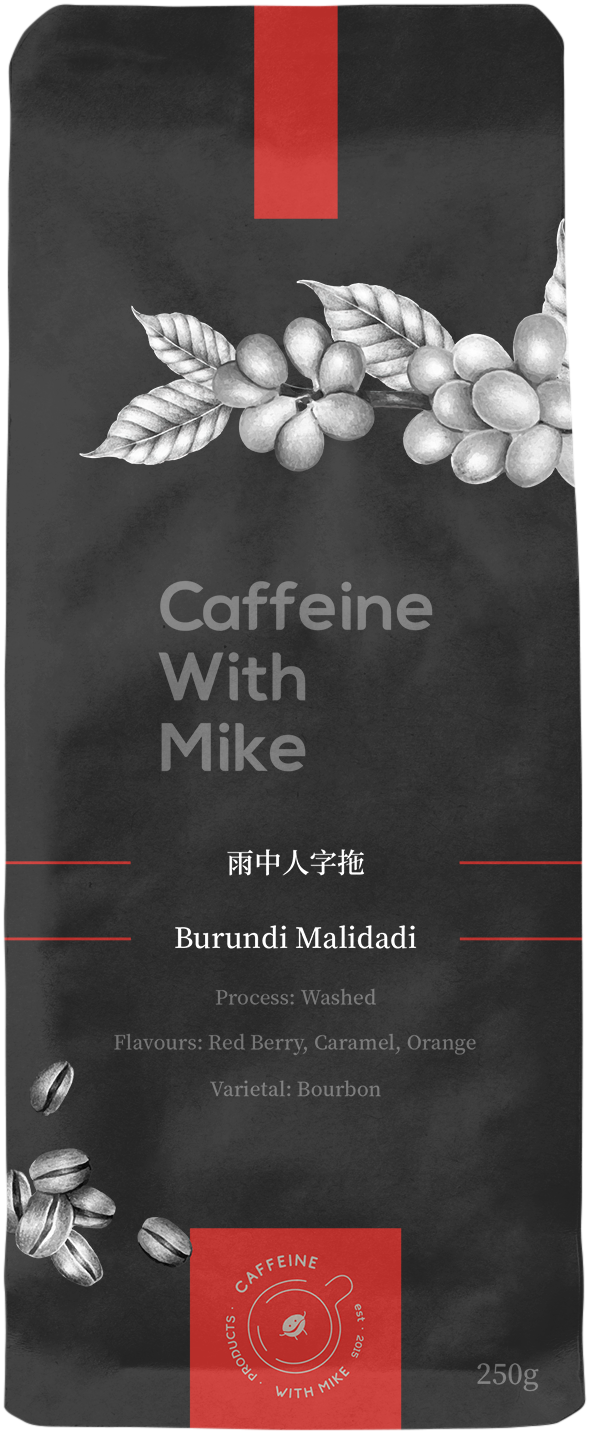 Caffeine
With
Mike
雨中人字拖
Burundi Malidadi
Process: Washed
Flavours: Red Berry, Caramel, Orange
Varietal: Bourbon
CAFFEINE
est · 2015
WITH MIKE
· PRODUCTS ·
250g